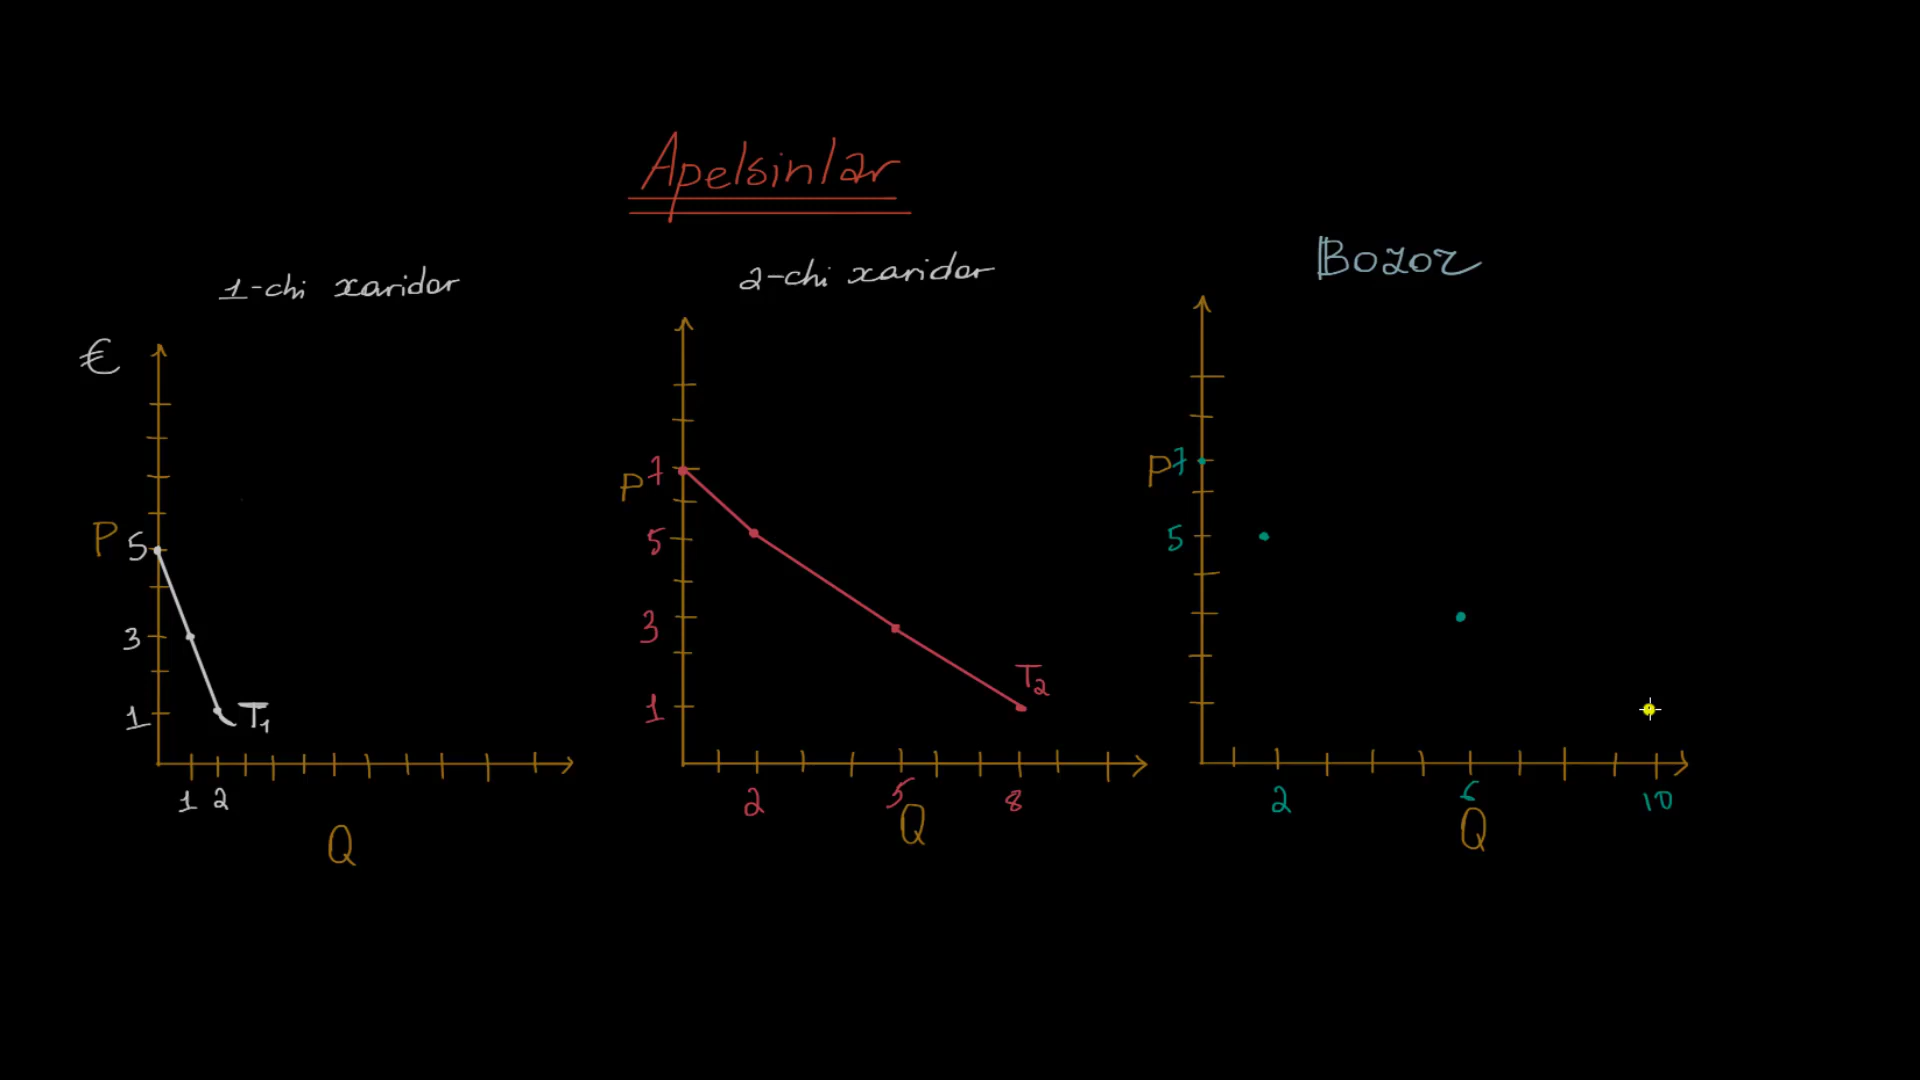 Apelsinlar
1-chi xaridor
2-chi xaridor
Bozor
€
P
5
3
1
T1
1 2
Q
P
7
5
3
1
T2
2 5 8
Q
P
7
5
2 6 10
Q